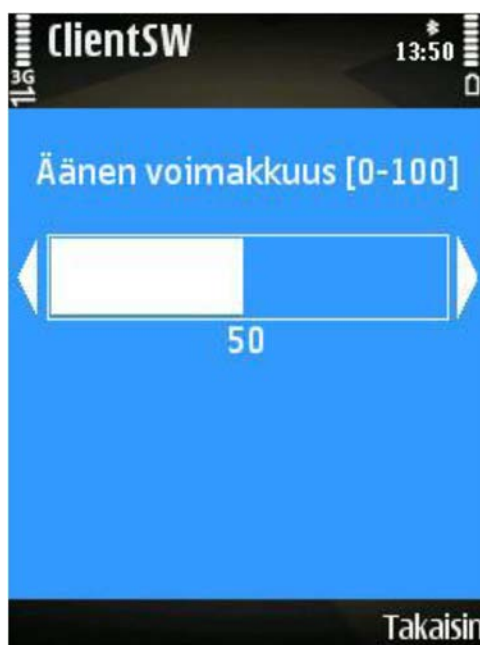 ClientSW
13:50
3G
Äänen voimakkuus [0-100]
50
Takaisin